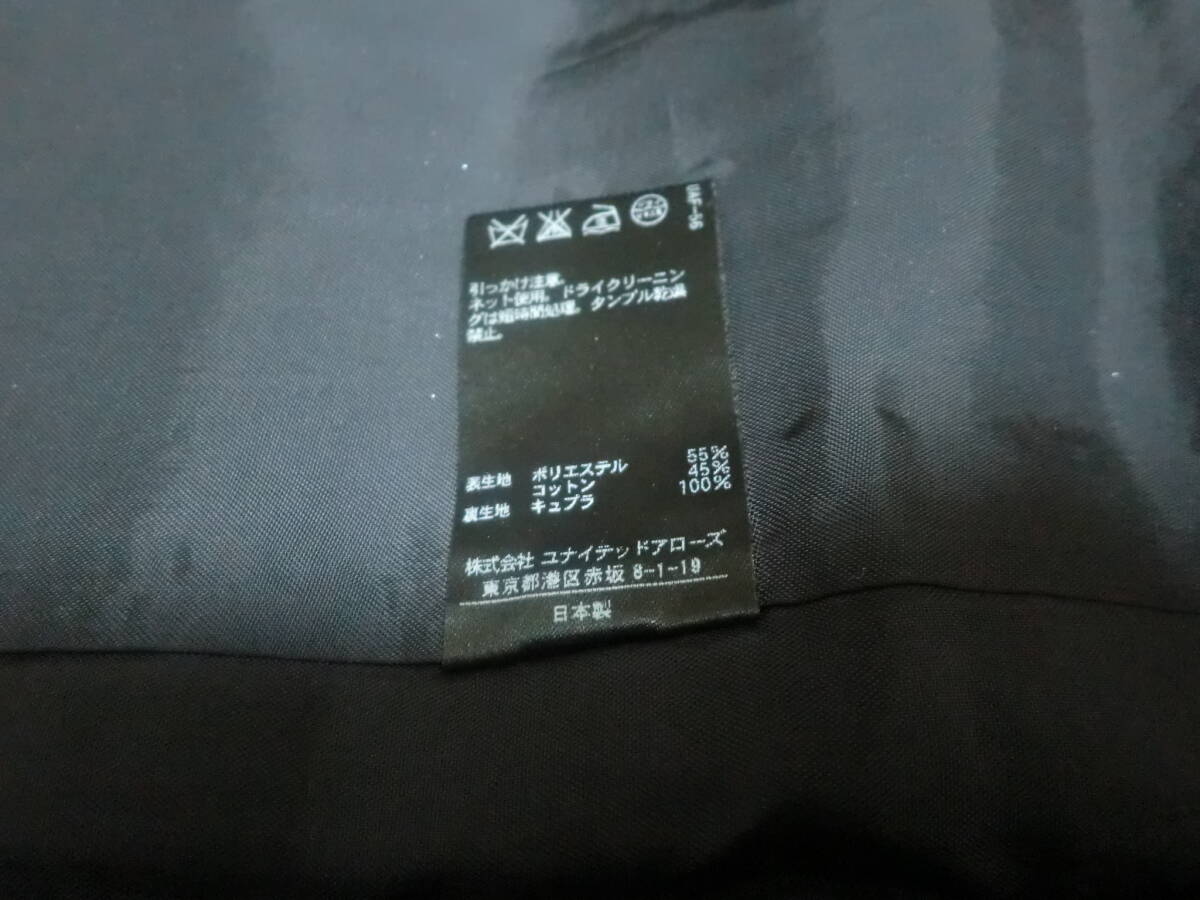 引っかけ注意。
ネット使用。ドライクリーニン
グは短時間処理。タンブル乾温
禁止。
表生地 ポリエステル 55%
コットン 45%
裏生地 キュプラ 100%
株式会社 ユナイテッドアローズ
東京都港区赤坂 8-1-19
日本製